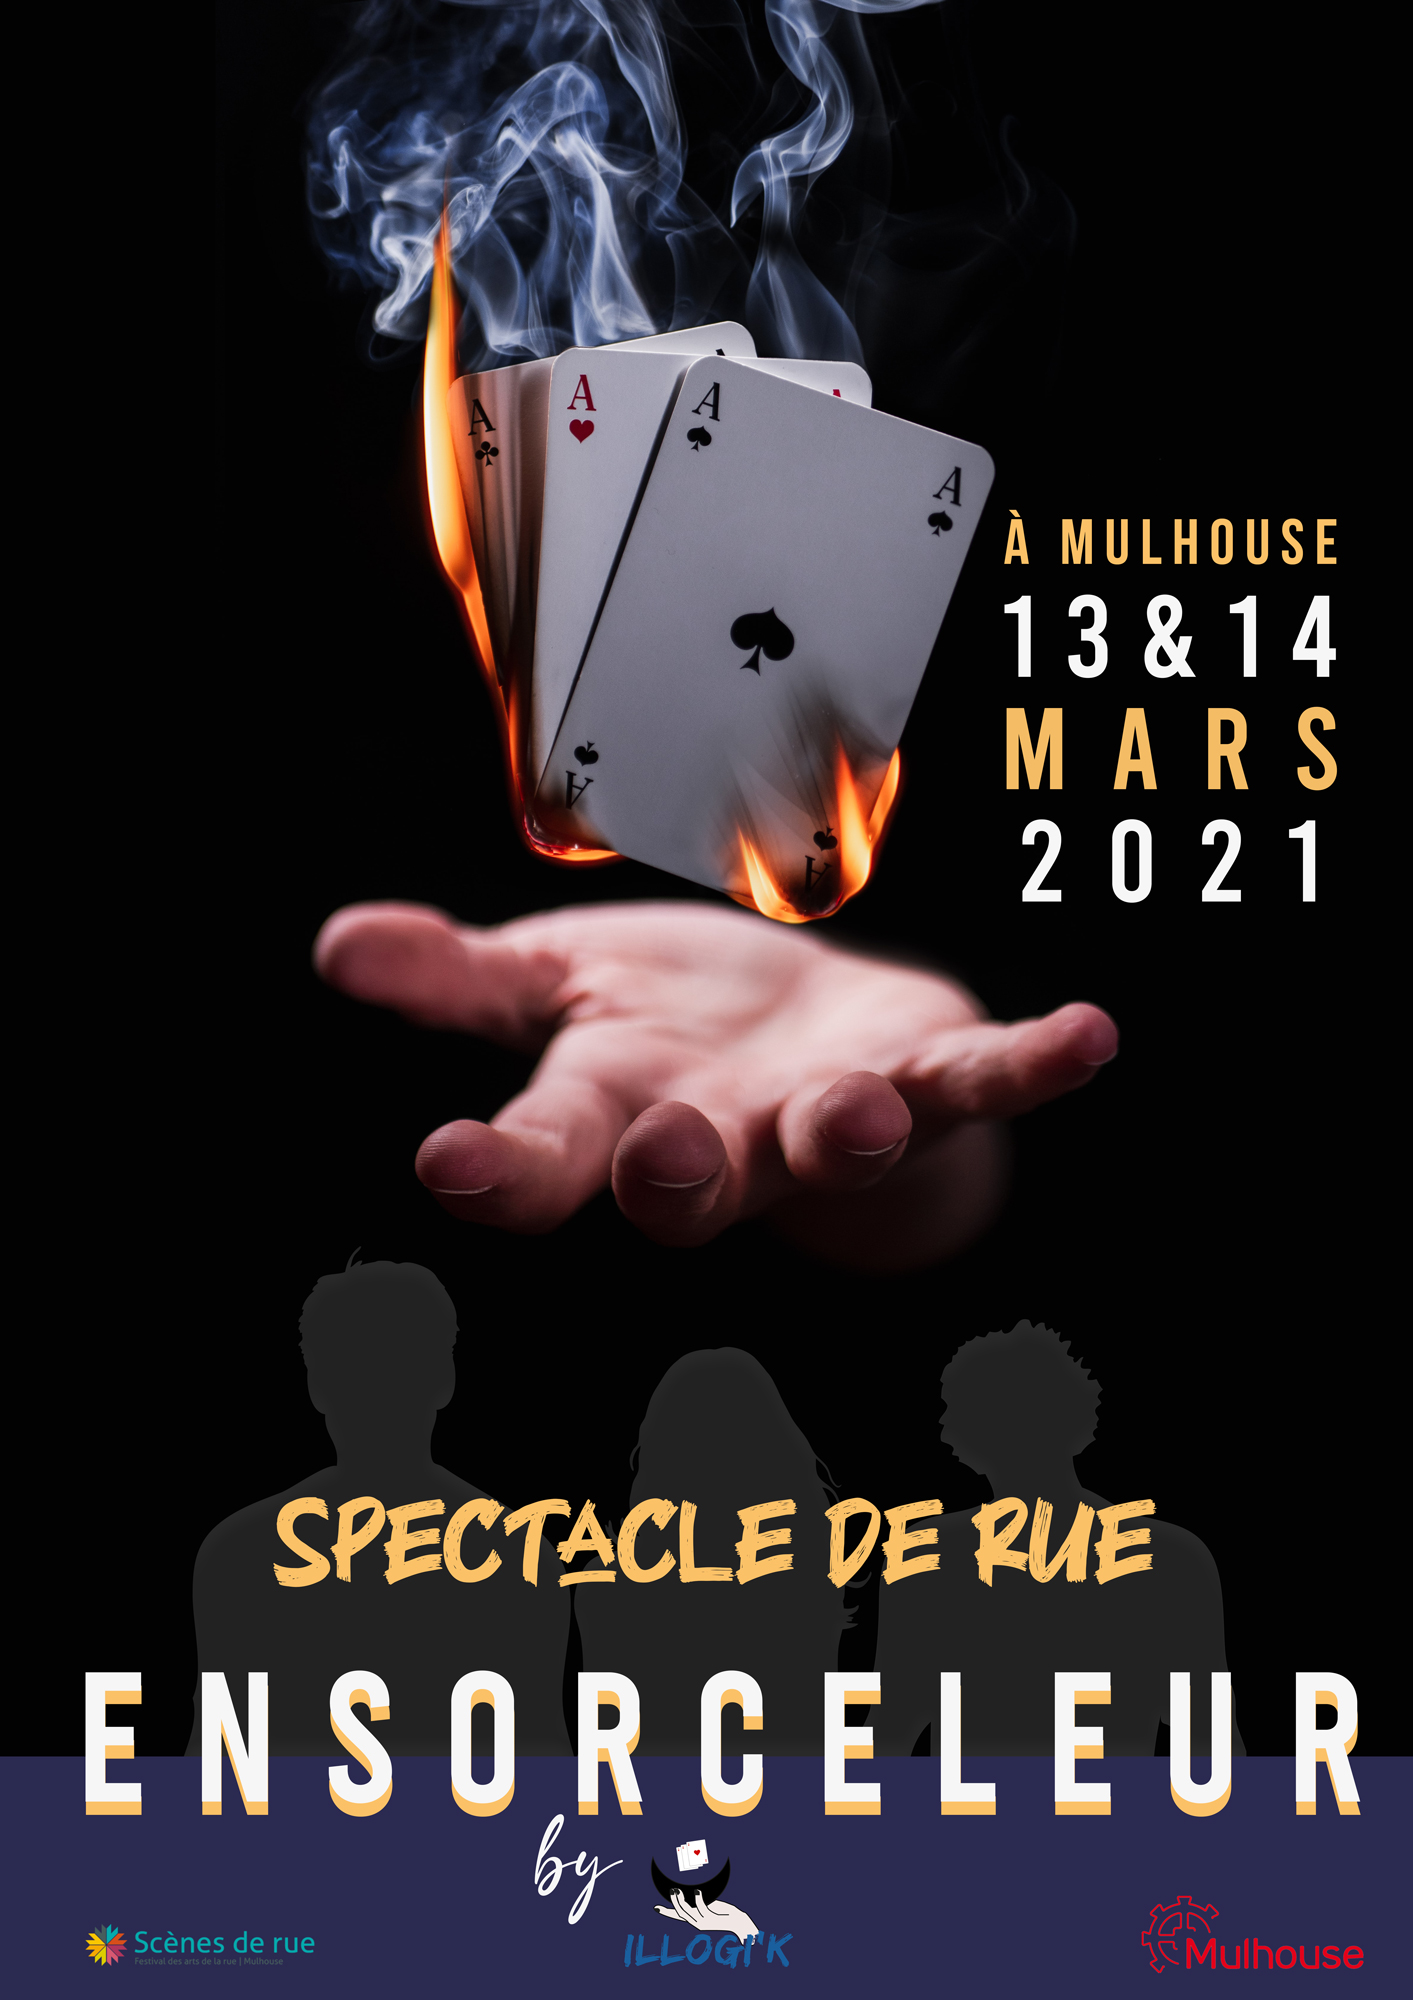 A
A
A
A
A
A
À MULHOUSE
13 & 14
MARS
2021
SPECTACLE DE RUE
ENSORCELEUR
by
ILLOGI'K
Scènes de rue
Festival des arts de la rue | Mulhouse
Mulhouse